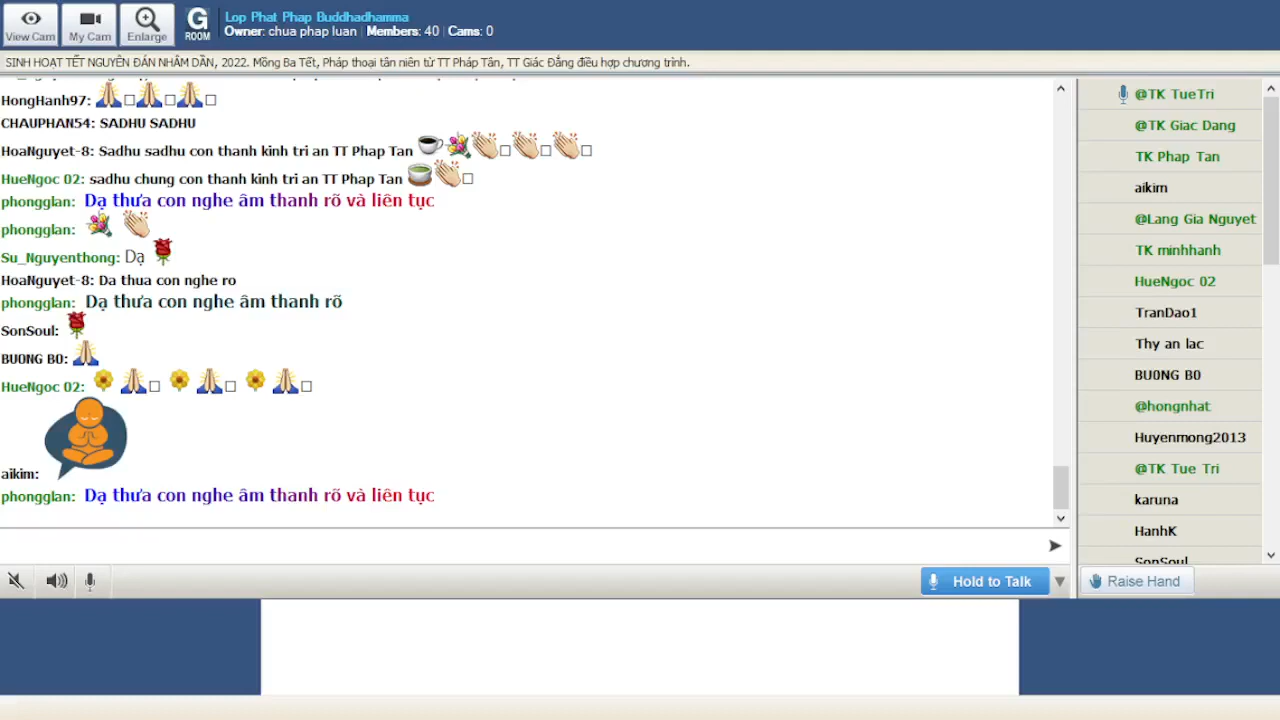 View Cam
My Cam
Enlarge
G
ROOM
Lop Phat Phap Buddhadhamma
Owner: chua phap luan | Members: 40 | Cams: 0
SINH HOẠT TẾT NGUYÊN ĐÁN NHÂM DẦN, 2022. Mồng Ba Tết, Pháp thoại tân niên từ TT Pháp Tân, TT Giác Đẳng điều hợp chương trình.
HongHanh97:
CHAUPHAN54: SADHU SADHU
HoaNguyet-8: Sadhu sadhu con thanh kinh tri an TT Phap Tan
HueNgoc 02: sadhu chung con thanh kinh tri an TT Phap Tan
phongglan: Dạ thưa con nghe âm thanh rõ và liên tục
phongglan:
Su_Nguyenthong: Dạ
HoaNguyet-8: Da thua con nghe ro
phongglan: Dạ thưa con nghe âm thanh rõ
SonSoul:
BU0NG B0:
HueNgoc 02:
aikim:
phongglan: Dạ thưa con nghe âm thanh rõ và liên tục
Hold to Talk
@TK TueTri
@TK Giac Dang
TK Phap Tan
aikim
@Lang Gia Nguyet
TK minhhanh
HueNgoc 02
TranDao1
Thy an lac
BU0NG B0
@hongnhat
Huyenmong2013
@TK Tue Tri
karuna
HanhK
SonSoul
Raise Hand